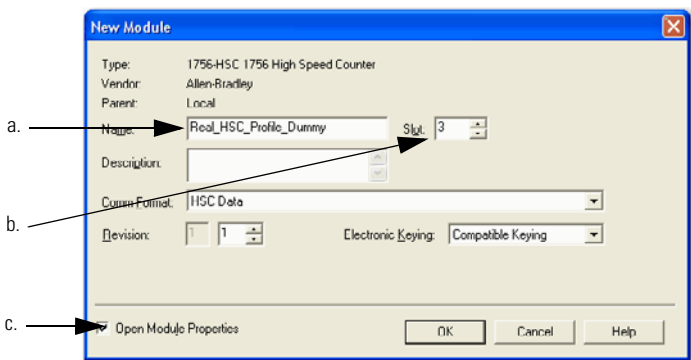 New Module
Type: 1756-HSC 1756 High Speed Counter
Vendor: Allen-Bradley
Parent: Local
a.
Name: Real_HSC_Profile_Dummy Slot: 3
Description:
b.
Comm Format: HSC Data
Revision: 1 1 Electronic Keying: Compatible Keying
c.
Open Module Properties OK Cancel Help